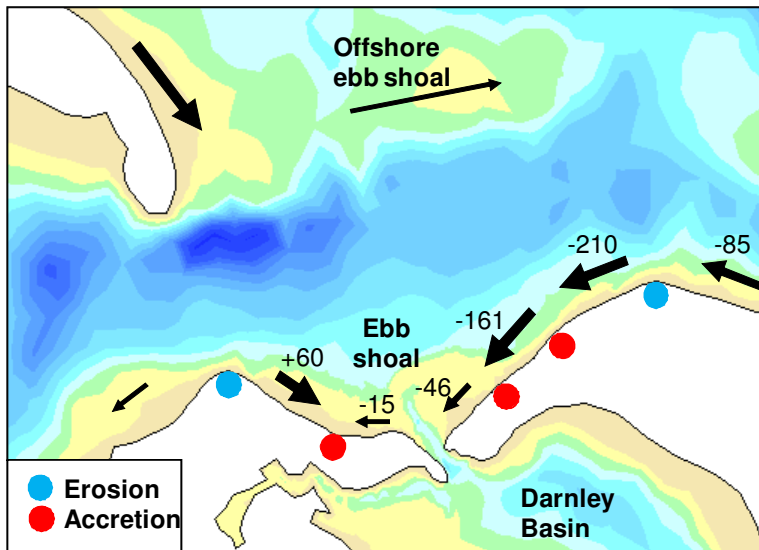 Offshore
ebb shoal
-210
-85
-161
Ebb
shoal
+60
-46
-15
Erosion
Accretion
Darnley
Basin